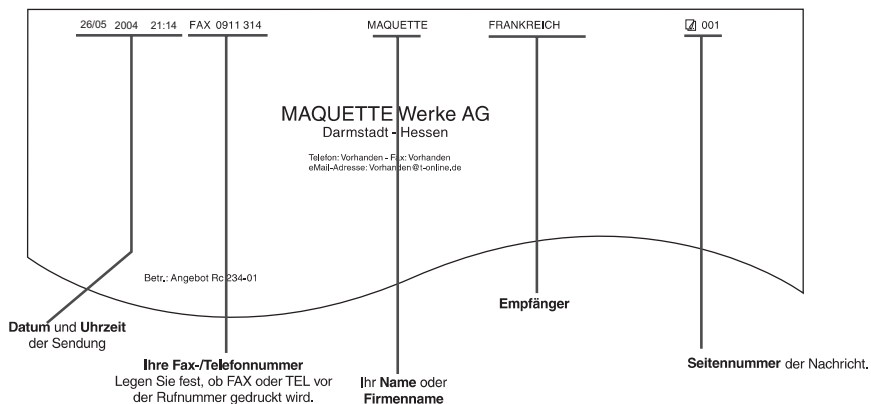 26/05 2004 21:14 FAX 0911 314 MAQUETTE FRANKREICH 001
MAQUETTE Werke AG
Darmstadt - Hessen
Telefon: Vorhanden - Fax: Vorhanden
eMail-Adresse: Vorhanden@t-online.de
Betr.: Angebot Rc 234-01
Empfänger
Datum und Uhrzeit
der Sendung
Ihre Fax-/Telefonnummer
Legen Sie fest, ob FAX oder TEL vor
der Rufnummer gedruckt wird.
Ihr Name oder
Firmenname
Seitennummer der Nachricht.